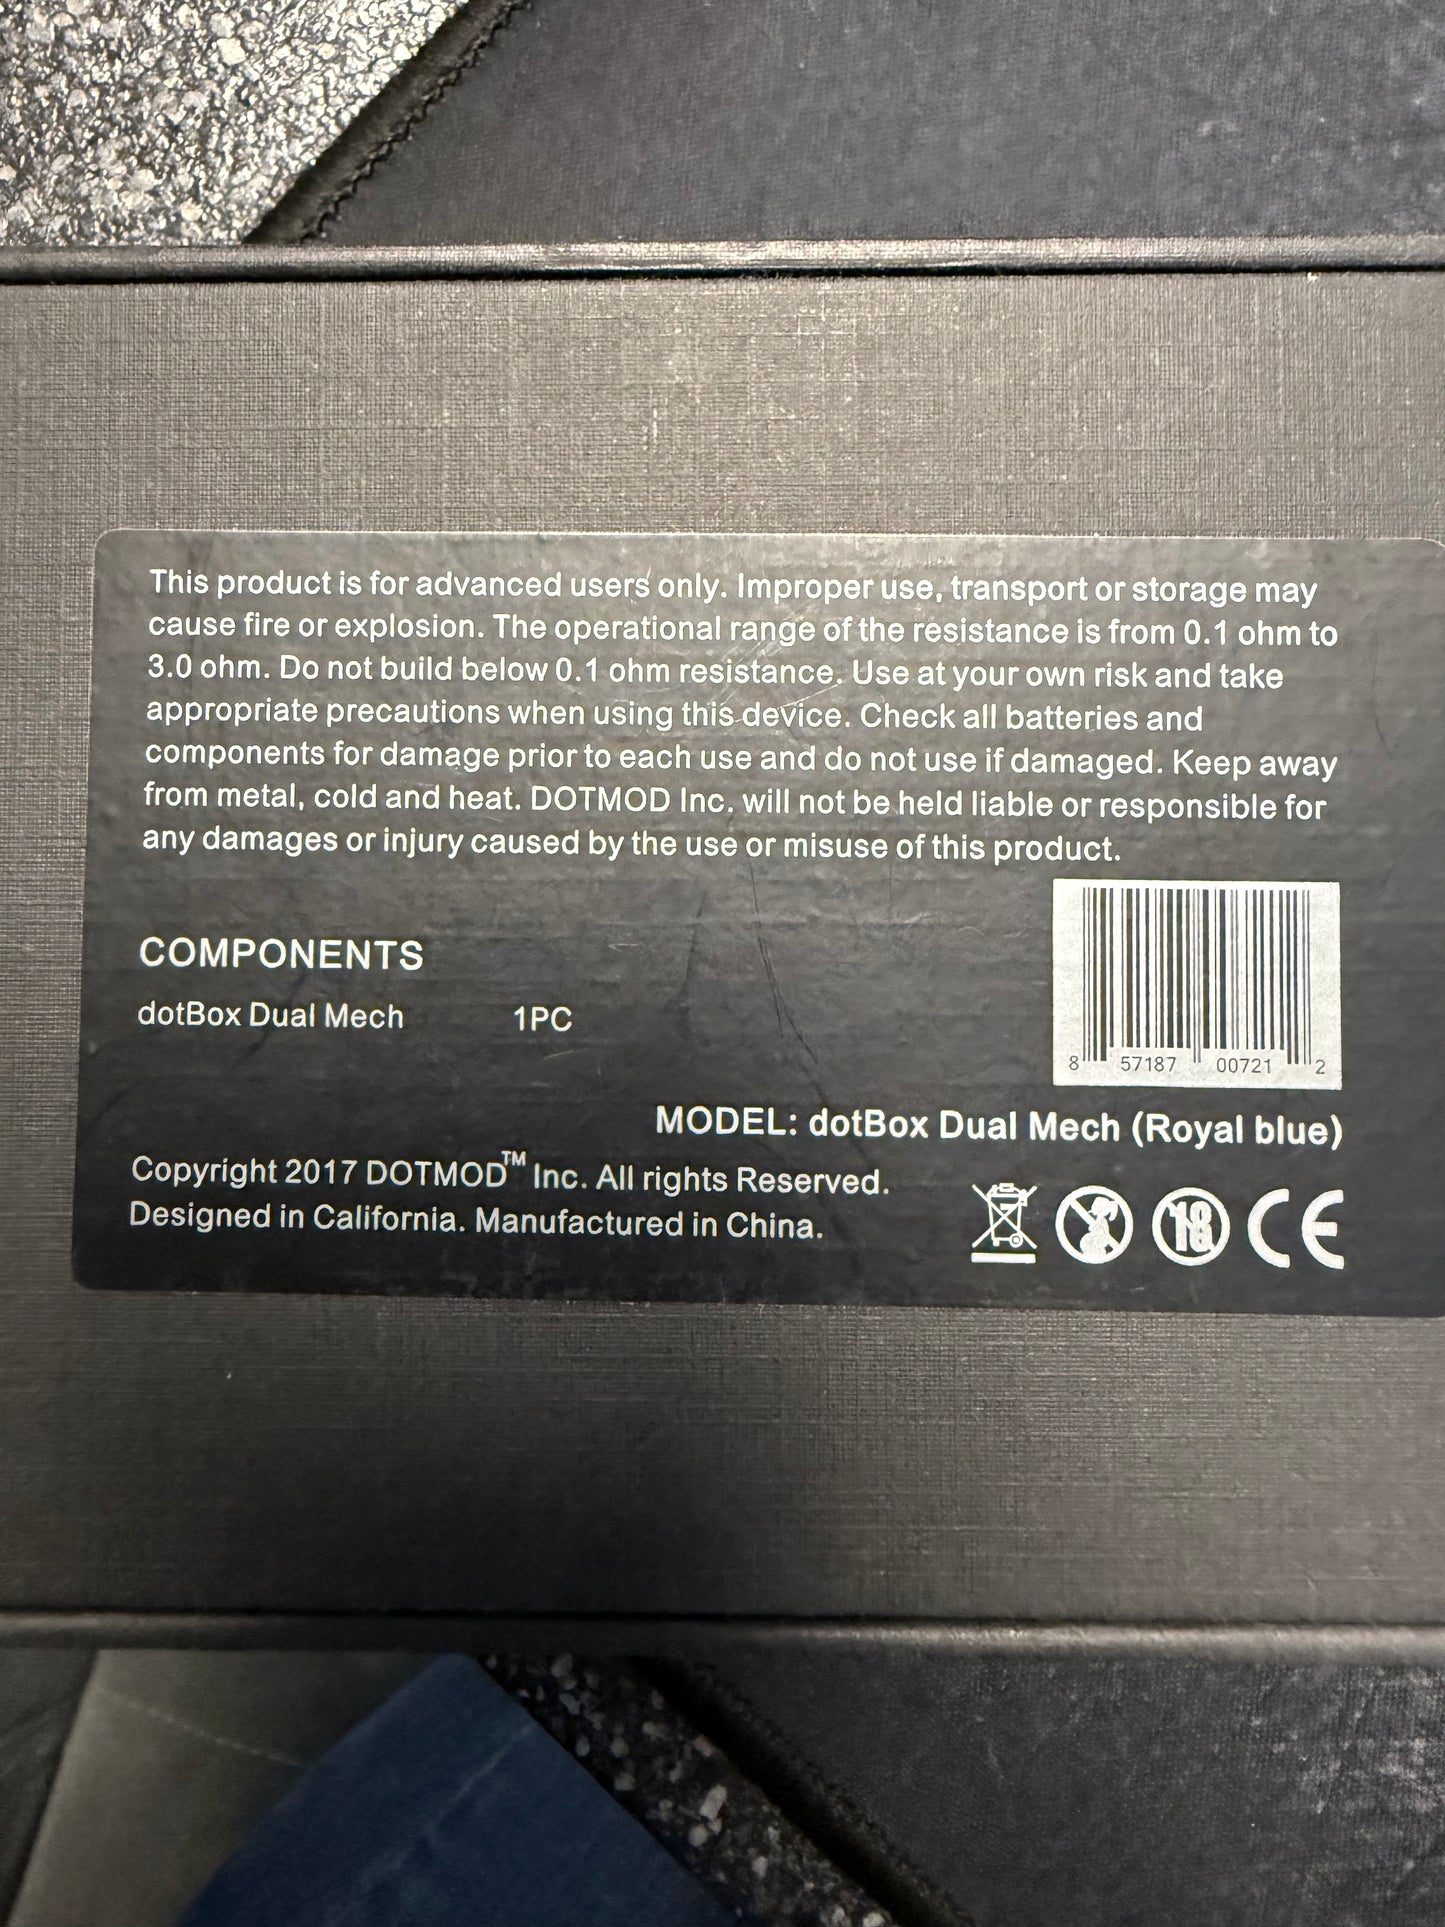 This product is for advanced users only. Improper use, transport or storage may
cause fire or explosion. The operational range of the resistance is from 0.1 ohm to
3.0 ohm. Do not build below 0.1 ohm resistance. Use at your own risk and take
appropriate precautions when using this device. Check all batteries and
components for damage prior to each use and do not use if damaged. Keep away
from metal, cold and heat. DOTMOD Inc. will not be held liable or responsible for
any damages or injury caused by the use or misuse of this product.
COMPONENTS
dotBox Dual Mech 1PC
8 57187 00721 2
MODEL: dotBox Dual Mech (Royal blue)
Copyright 2017 DOTMOD™ Inc. All rights Reserved.
Designed in California. Manufactured in China.
18
CE